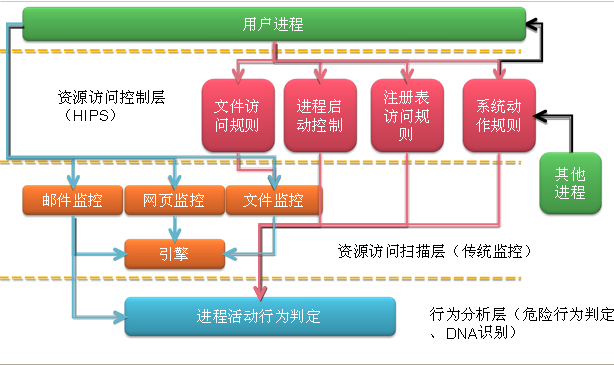 用户进程
资源访问控制层
（HIPS）
文件访
问规则
进程启
动控制
注册表
访问规
则
系统动
作规则
其他
进程
邮件监控
网页监控
文件监控
引擎
资源访问扫描层（传统监控）
进程活动行为判定
行为分析层（危险行为判定
、DNA识别）